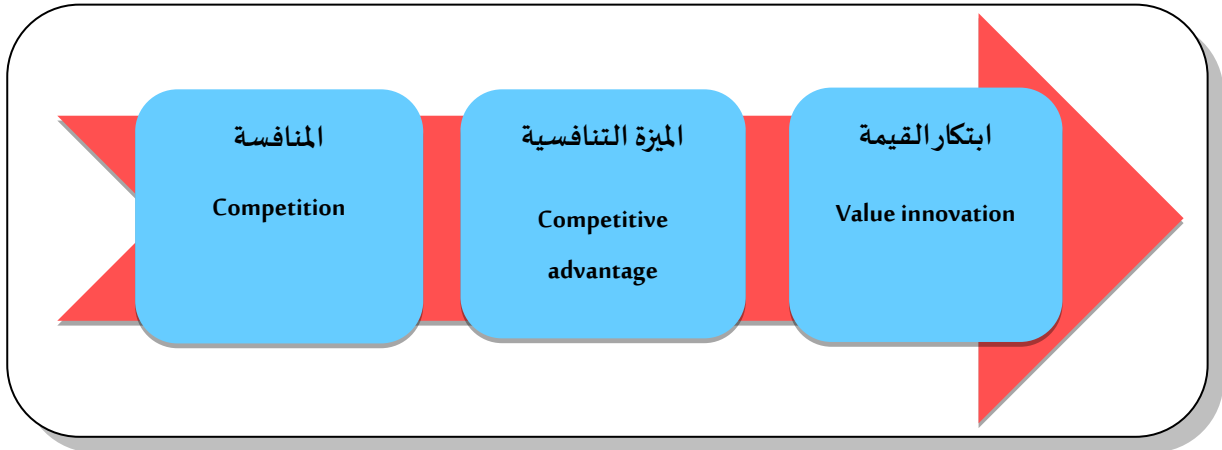 المنافسة
Competition
الميزة التنافسية
Competitive
advantage
ابتكار القيمة
Value innovation